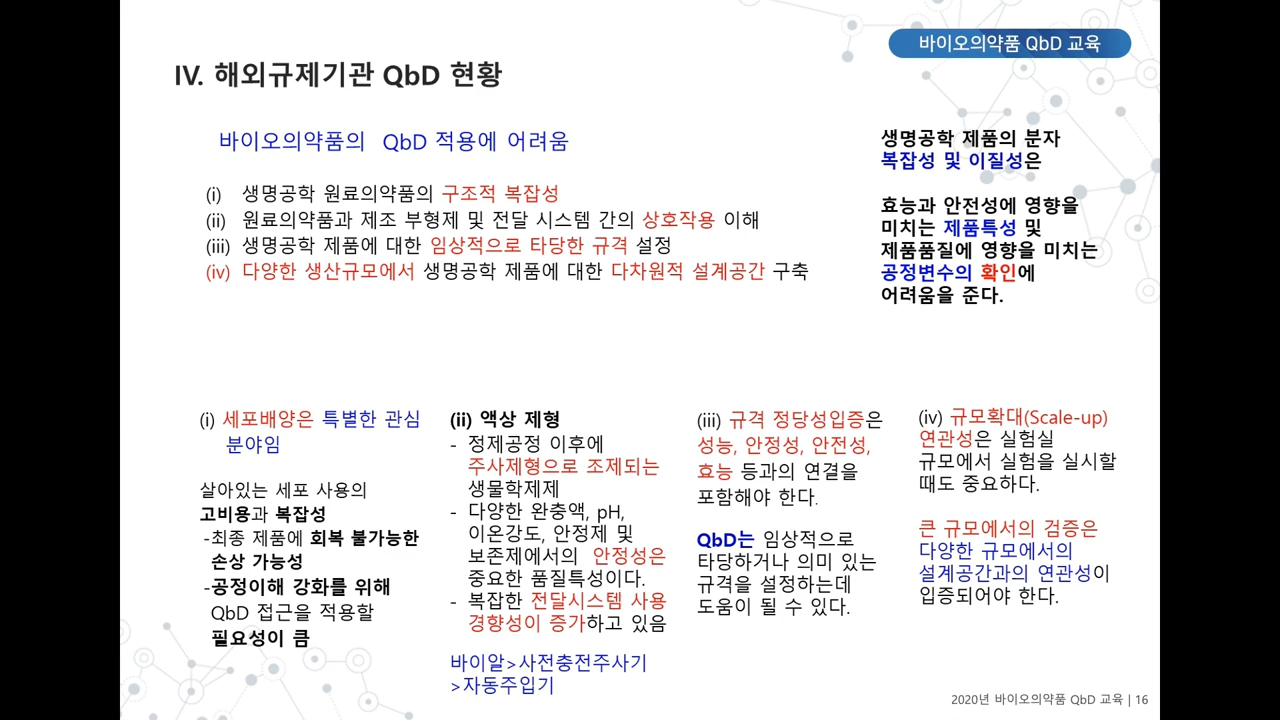 바이오의약품 QbD 교육
IV. 해외규제기관 QbD 현황
바이오의약품의 QbD 적용에 어려움
(i) 생명공학 원료의약품의 구조적 복잡성
(ii) 원료의약품과 제조 부형제 및 전달 시스템 간의 상호작용 이해
(iii) 생명공학 제품에 대한 임상적으로 타당한 규격 설정
(iv) 다양한 생산규모에서 생명공학 제품에 대한 다차원적 설계공간 구축
생명공학 제품의 분자
복잡성 및 이질성은
효능과 안전성에 영향을
미치는 제품특성 및
제품품질에 영향을 미치는
공정변수의 확인에
어려움을 준다.
(i) 세포배양은 특별한 관심
분야임
살아있는 세포 사용의
고비용과 복잡성
-최종 제품에 회복 불가능한
손상 가능성
-공정이해 강화를 위해
QbD 접근을 적용할
필요성이 큼
(ii) 액상 제형
- 정제공정 이후에
주사제형으로 조제되는
생물학제제
- 다양한 완충액, pH,
이온강도, 안정제 및
보존제에서의 안정성은
중요한 품질특성이다.
- 복잡한 전달시스템 사용
경향성이 증가하고 있음
바이알>사전충전주사기
>자동주입기
(iii) 규격 정당성입증은
성능, 안정성, 안전성,
효능 등과의 연결을
포함해야 한다.
QbD는 임상적으로
타당하거나 의미 있는
규격을 설정하는데
도움이 될 수 있다.
(iv) 규모확대(Scale-up)
연관성은 실험실
규모에서 실험을 실시할
때도 중요하다.
큰 규모에서의 검증은
다양한 규모에서의
설계공간과의 연관성이
입증되어야 한다.
2020년 바이오의약품 QbD 교육 | 16